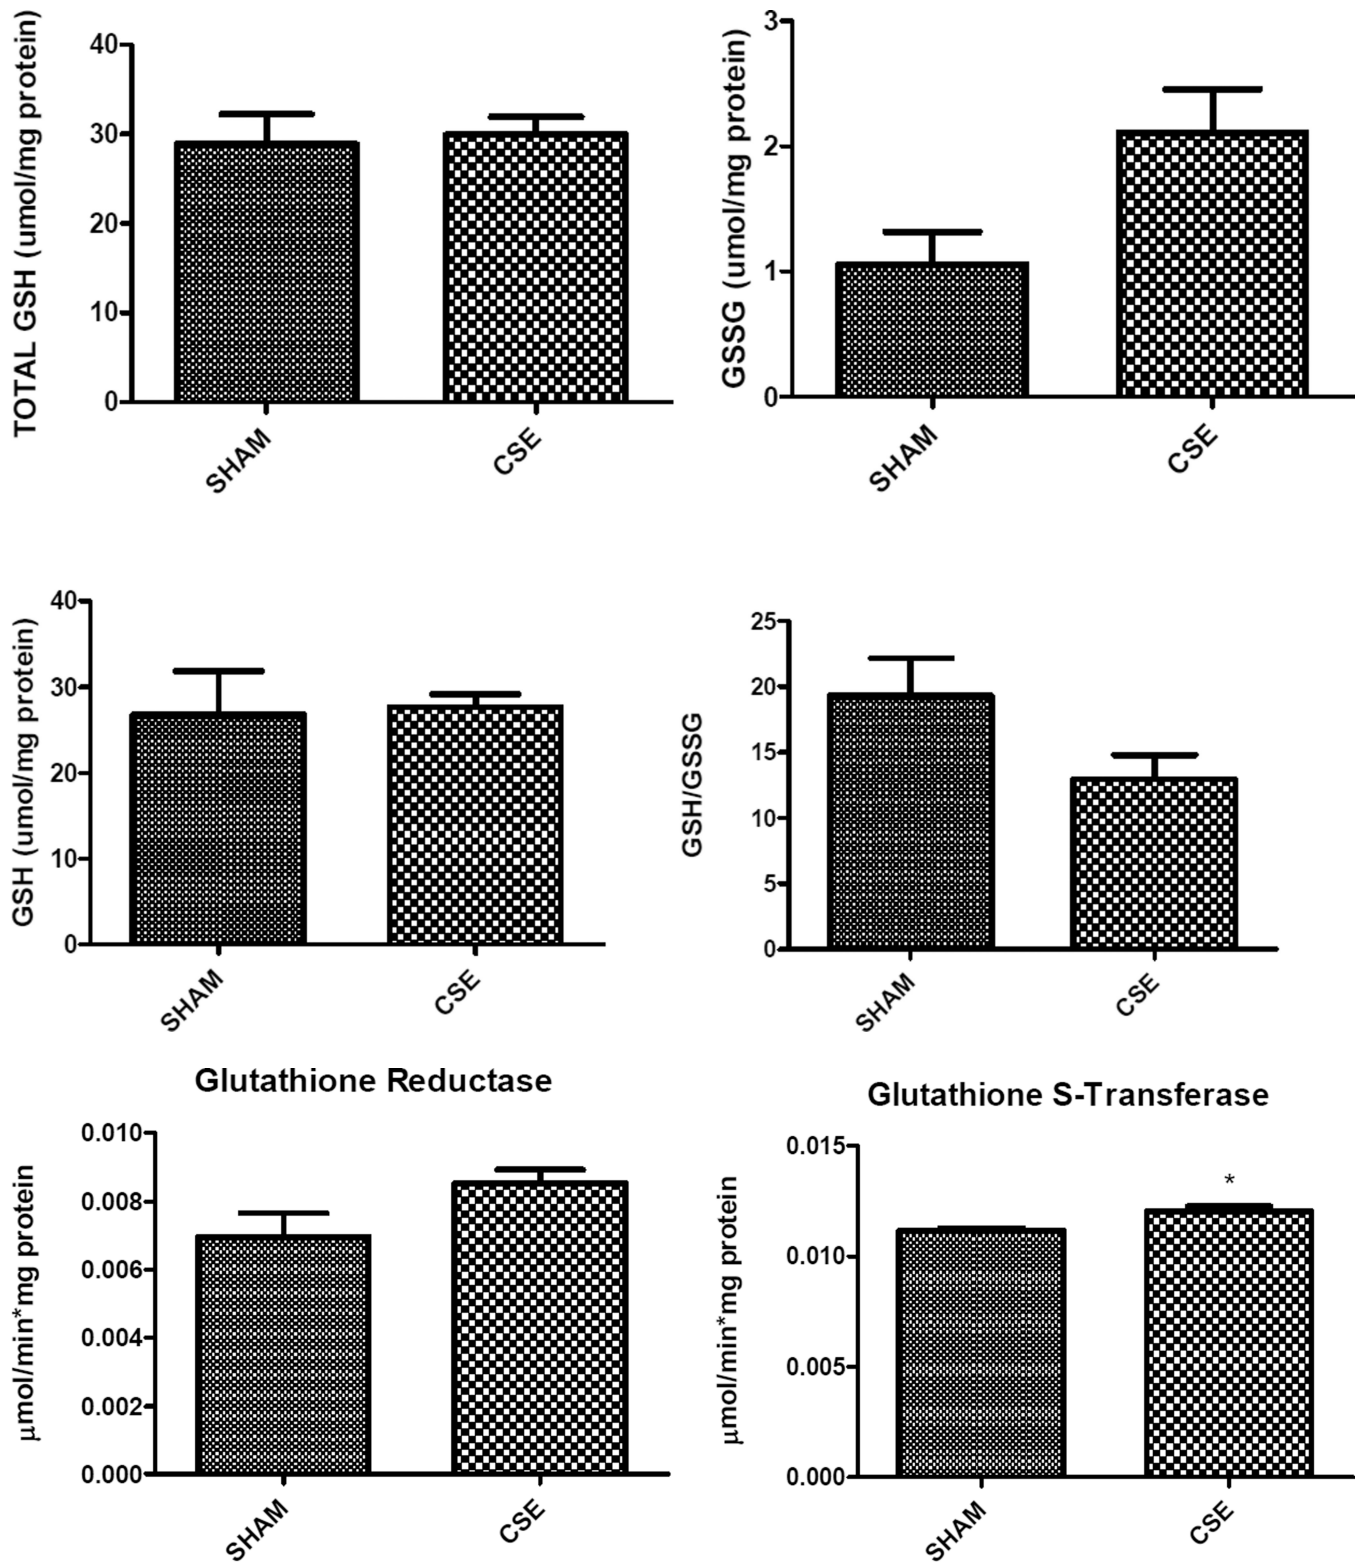 TOTAL GSH (umol/mg protein)
40
30
20
10
0
SHAM
CSE
GSSG (umol/mg protein)
3
2
1
0
SHAM
CSE
GSH (umol/mg protein)
40
30
20
10
0
SHAM
CSE
GSH/GSSG
25
20
15
10
5
0
SHAM
CSE
Glutathione Reductase
μmol/min*mg protein
0.010
0.008
0.006
0.004
0.002
0.000
SHAM
CSE
Glutathione S-Transferase
μmol/min*mg protein
0.015
0.010
0.005
0.000
*
SHAM
CSE